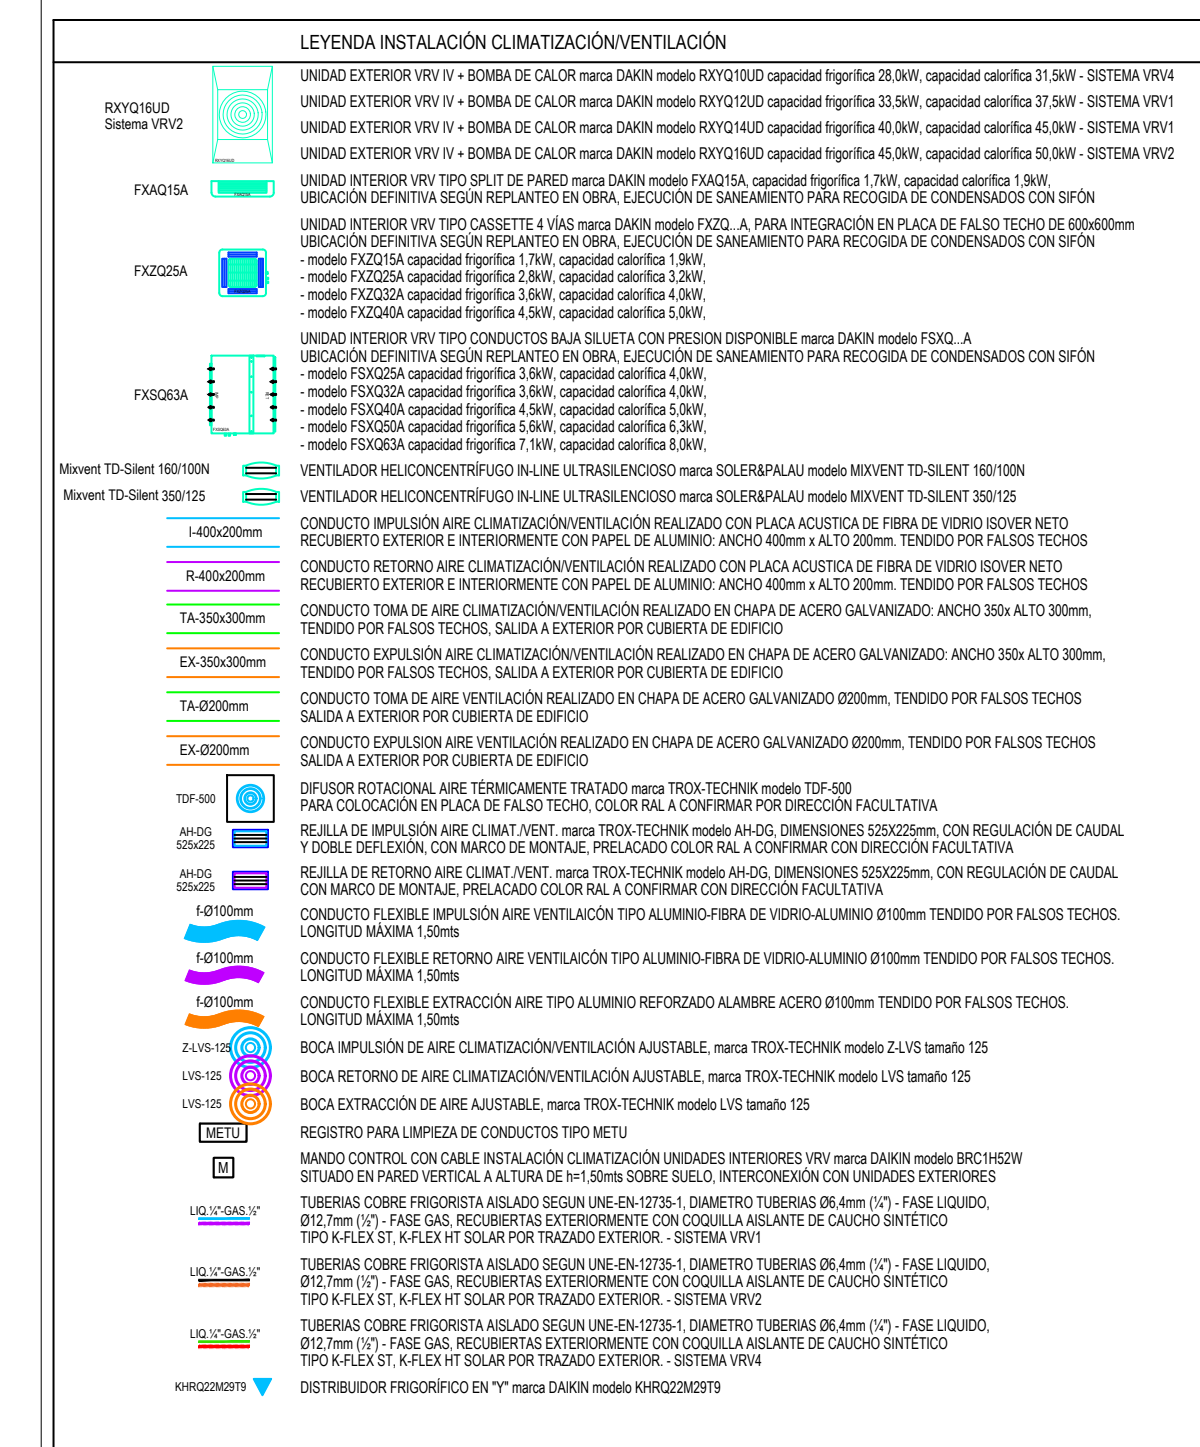 LEYENDA INSTALACIÓN CLIMATIZACIÓN/VENTILACIÓN
RXYQ16UD
Sistema VRV2
RXYQ16UD
UNIDAD EXTERIOR VRV IV + BOMBA DE CALOR marca DAKIN modelo RXYQ10UD capacidad frigorífica 28,0kW, capacidad calorífica 31,5kW - SISTEMA VRV4
UNIDAD EXTERIOR VRV IV + BOMBA DE CALOR marca DAKIN modelo RXYQ12UD capacidad frigorífica 33,5kW, capacidad calorífica 37,5kW - SISTEMA VRV1
UNIDAD EXTERIOR VRV IV + BOMBA DE CALOR marca DAKIN modelo RXYQ14UD capacidad frigorífica 40,0kW, capacidad calorífica 45,0kW - SISTEMA VRV1
UNIDAD EXTERIOR VRV IV + BOMBA DE CALOR marca DAKIN modelo RXYQ16UD capacidad frigorífica 45,0kW, capacidad calorífica 50,0kW - SISTEMA VRV2
FXAQ15A
UNIDAD INTERIOR VRV TIPO SPLIT DE PARED marca DAKIN modelo FXAQ15A, capacidad frigorífica 1,7kW, capacidad calorífica 1,9kW,
UBICACIÓN DEFINITIVA SEGÚN REPLANTEO EN OBRA, EJECUCIÓN DE SANEAMIENTO PARA RECOGIDA DE CONDENSADOS CON SIFÓN
FXZQ25A
UNIDAD INTERIOR VRV TIPO CASSETTE 4 VÍAS marca DAKIN modelo FXZQ...A, PARA INTEGRACIÓN EN PLACA DE FALSO TECHO DE 600x600mm
UBICACIÓN DEFINITIVA SEGÚN REPLANTEO EN OBRA, EJECUCIÓN DE SANEAMIENTO PARA RECOGIDA DE CONDENSADOS CON SIFÓN
- modelo FXZQ15A capacidad frigorífica 1,7kW, capacidad calorífica 1,9kW,
- modelo FXZQ25A capacidad frigorífica 2,8kW, capacidad calorífica 3,2kW,
- modelo FXZQ32A capacidad frigorífica 3,6kW, capacidad calorífica 4,0kW,
- modelo FXZQ40A capacidad frigorífica 4,5kW, capacidad calorífica 5,0kW,
FXSQ63A
UNIDAD INTERIOR VRV TIPO CONDUCTOS BAJA SILUETA CON PRESION DISPONIBLE marca DAKIN modelo FSXQ...A
UBICACIÓN DEFINITIVA SEGÚN REPLANTEO EN OBRA, EJECUCIÓN DE SANEAMIENTO PARA RECOGIDA DE CONDENSADOS CON SIFÓN
- modelo FSXQ25A capacidad frigorífica 3,6kW, capacidad calorífica 4,0kW,
- modelo FSXQ32A capacidad frigorífica 3,6kW, capacidad calorífica 4,0kW,
- modelo FSXQ40A capacidad frigorífica 4,5kW, capacidad calorífica 5,0kW,
- modelo FSXQ50A capacidad frigorífica 5,6kW, capacidad calorífica 6,3kW,
- modelo FSXQ63A capacidad frigorífica 7,1kW, capacidad calorífica 8,0kW,
Mixvent TD-Silent 160/100N
VENTILADOR HELICONCENTRÍFUGO IN-LINE ULTRASILENCIOSO marca SOLER&PALAU modelo MIXVENT TD-SILENT 160/100N
Mixvent TD-Silent 350/125
VENTILADOR HELICONCENTRÍFUGO IN-LINE ULTRASILENCIOSO marca SOLER&PALAU modelo MIXVENT TD-SILENT 350/125
I-400x200mm
CONDUCTO IMPULSIÓN AIRE CLIMATIZACIÓN/VENTILACIÓN REALIZADO CON PLACA ACUSTICA DE FIBRA DE VIDRIO ISOVER NETO
RECUBIERTO EXTERIOR E INTERIORMENTE CON PAPEL DE ALUMINIO: ANCHO 400mm x ALTO 200mm. TENDIDO POR FALSOS TECHOS
R-400x200mm
CONDUCTO RETORNO AIRE CLIMATIZACIÓN/VENTILACIÓN REALIZADO CON PLACA ACUSTICA DE FIBRA DE VIDRIO ISOVER NETO
RECUBIERTO EXTERIOR E INTERIORMENTE CON PAPEL DE ALUMINIO: ANCHO 400mm x ALTO 200mm. TENDIDO POR FALSOS TECHOS
TA-350x300mm
CONDUCTO TOMA DE AIRE CLIMATIZACIÓN/VENTILACIÓN REALIZADO EN CHAPA DE ACERO GALVANIZADO: ANCHO 350x ALTO 300mm,
TENDIDO POR FALSOS TECHOS, SALIDA A EXTERIOR POR CUBIERTA DE EDIFICIO
EX-350x300mm
CONDUCTO EXPULSIÓN AIRE CLIMATIZACIÓN/VENTILACIÓN REALIZADO EN CHAPA DE ACERO GALVANIZADO: ANCHO 350x ALTO 300mm,
TENDIDO POR FALSOS TECHOS, SALIDA A EXTERIOR POR CUBIERTA DE EDIFICIO
TA-Ø200mm
CONDUCTO TOMA DE AIRE VENTILACIÓN REALIZADO EN CHAPA DE ACERO GALVANIZADO Ø200mm, TENDIDO POR FALSOS TECHOS
SALIDA A EXTERIOR POR CUBIERTA DE EDIFICIO
EX-Ø200mm
CONDUCTO EXPULSION AIRE VENTILACIÓN REALIZADO EN CHAPA DE ACERO GALVANIZADO Ø200mm, TENDIDO POR FALSOS TECHOS
SALIDA A EXTERIOR POR CUBIERTA DE EDIFICIO
TDF-500
DIFUSOR ROTACIONAL AIRE TÉRMICAMENTE TRATADO marca TROX-TECHNIK modelo TDF-500
PARA COLOCACIÓN EN PLACA DE FALSO TECHO, COLOR RAL A CONFIRMAR POR DIRECCIÓN FACULTATIVA
AH-DG
525x225
REJILLA DE IMPULSIÓN AIRE CLIMAT./VENT. marca TROX-TECHNIK modelo AH-DG, DIMENSIONES 525X225mm, CON REGULACIÓN DE CAUDAL
Y DOBLE DEFLEXIÓN, CON MARCO DE MONTAJE, PRELACADO COLOR RAL A CONFIRMAR CON DIRECCIÓN FACULTATIVA
AH-DG
525x225
REJILLA DE RETORNO AIRE CLIMAT./VENT. marca TROX-TECHNIK modelo AH-DG, DIMENSIONES 525X225mm, CON REGULACIÓN DE CAUDAL
CON MARCO DE MONTAJE, PRELACADO COLOR RAL A CONFIRMAR CON DIRECCIÓN FACULTATIVA
f-Ø100mm
CONDUCTO FLEXIBLE IMPULSIÓN AIRE VENTILAICÓN TIPO ALUMINIO-FIBRA DE VIDRIO-ALUMINIO Ø100mm TENDIDO POR FALSOS TECHOS.
LONGITUD MÁXIMA 1,50mts
f-Ø100mm
CONDUCTO FLEXIBLE RETORNO AIRE VENTILAICÓN TIPO ALUMINIO-FIBRA DE VIDRIO-ALUMINIO Ø100mm TENDIDO POR FALSOS TECHOS.
LONGITUD MÁXIMA 1,50mts
f-Ø100mm
CONDUCTO FLEXIBLE EXTRACCIÓN AIRE TIPO ALUMINIO REFORZADO ALAMBRE ACERO Ø100mm TENDIDO POR FALSOS TECHOS.
LONGITUD MÁXIMA 1,50mts
Z-LVS-125
BOCA IMPULSIÓN DE AIRE CLIMATIZACIÓN/VENTILACIÓN AJUSTABLE, marca TROX-TECHNIK modelo Z-LVS tamaño 125
LVS-125
BOCA RETORNO DE AIRE CLIMATIZACIÓN/VENTILACIÓN AJUSTABLE, marca TROX-TECHNIK modelo LVS tamaño 125
LVS-125
BOCA EXTRACCIÓN DE AIRE AJUSTABLE, marca TROX-TECHNIK modelo LVS tamaño 125
METU
REGISTRO PARA LIMPIEZA DE CONDUCTOS TIPO METU
M
MANDO CONTROL CON CABLE INSTALACIÓN CLIMATIZACIÓN UNIDADES INTERIORES VRV marca DAIKIN modelo BRC1H52W
SITUADO EN PARED VERTICAL A ALTURA DE h=1,50mts SOBRE SUELO, INTERCONEXIÓN CON UNIDADES EXTERIORES
LIQ.¼"-GAS.½"
TUBERIAS COBRE FRIGORISTA AISLADO SEGUN UNE-EN-12735-1, DIAMETRO TUBERIAS Ø6,4mm (¼") - FASE LIQUIDO,
Ø12,7mm (½") - FASE GAS, RECUBIERTAS EXTERIORMENTE CON COQUILLA AISLANTE DE CAUCHO SINTÉTICO
TIPO K-FLEX ST, K-FLEX HT SOLAR POR TRAZADO EXTERIOR. - SISTEMA VRV1
LIQ.¼"-GAS.½"
TUBERIAS COBRE FRIGORISTA AISLADO SEGUN UNE-EN-12735-1, DIAMETRO TUBERIAS Ø6,4mm (¼") - FASE LIQUIDO,
Ø12,7mm (½") - FASE GAS, RECUBIERTAS EXTERIORMENTE CON COQUILLA AISLANTE DE CAUCHO SINTÉTICO
TIPO K-FLEX ST, K-FLEX HT SOLAR POR TRAZADO EXTERIOR. - SISTEMA VRV2
LIQ.¼"-GAS.½"
TUBERIAS COBRE FRIGORISTA AISLADO SEGUN UNE-EN-12735-1, DIAMETRO TUBERIAS Ø6,4mm (¼") - FASE LIQUIDO,
Ø12,7mm (½") - FASE GAS, RECUBIERTAS EXTERIORMENTE CON COQUILLA AISLANTE DE CAUCHO SINTÉTICO
TIPO K-FLEX ST, K-FLEX HT SOLAR POR TRAZADO EXTERIOR. - SISTEMA VRV4
KHRQ22M29T9
DISTRIBUIDOR FRIGORÍFICO EN "Y" marca DAIKIN modelo KHRQ22M29T9